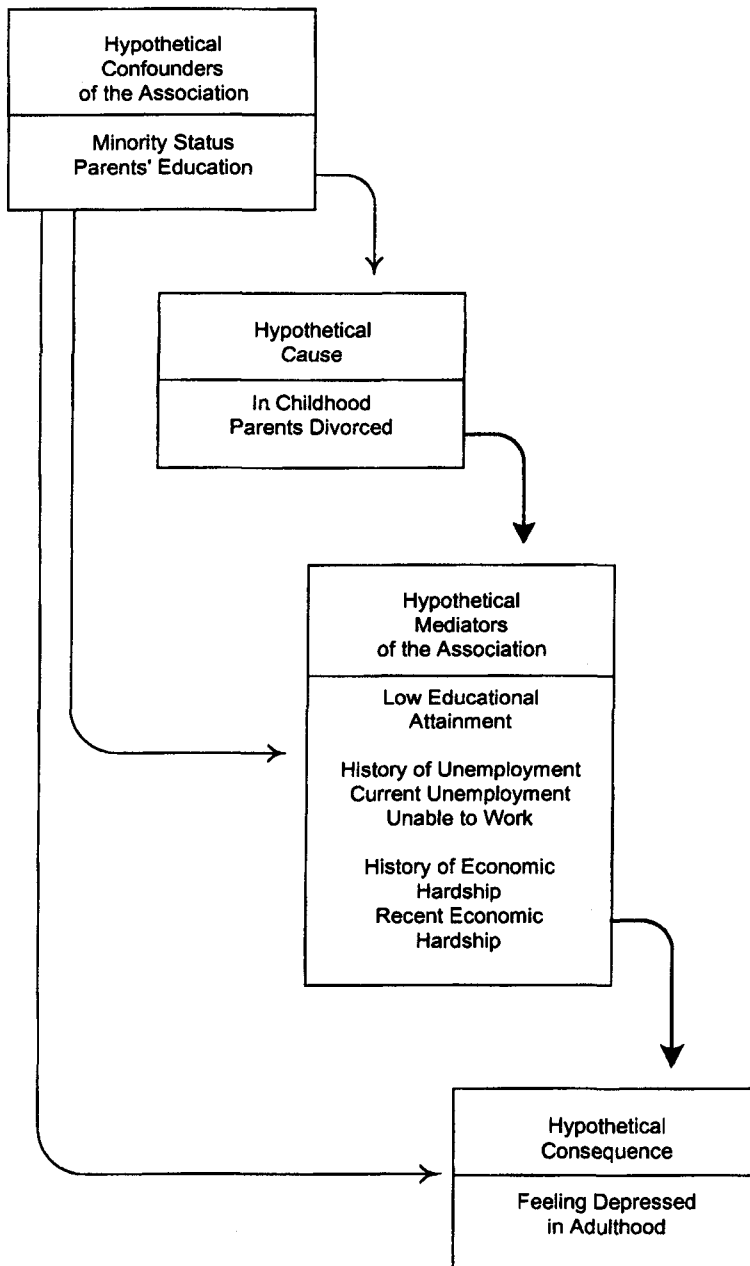 Hypothetical
Confounders
of the Association
Minority Status
Parents' Education
Hypothetical
Cause
In Childhood
Parents Divorced
Hypothetical
Mediators
of the Association
Low Educational
Attainment
History of Unemployment
Current Unemployment
Unable to Work
History of Economic
Hardship
Recent Economic
Hardship
Hypothetical
Consequence
Feeling Depressed
in Adulthood